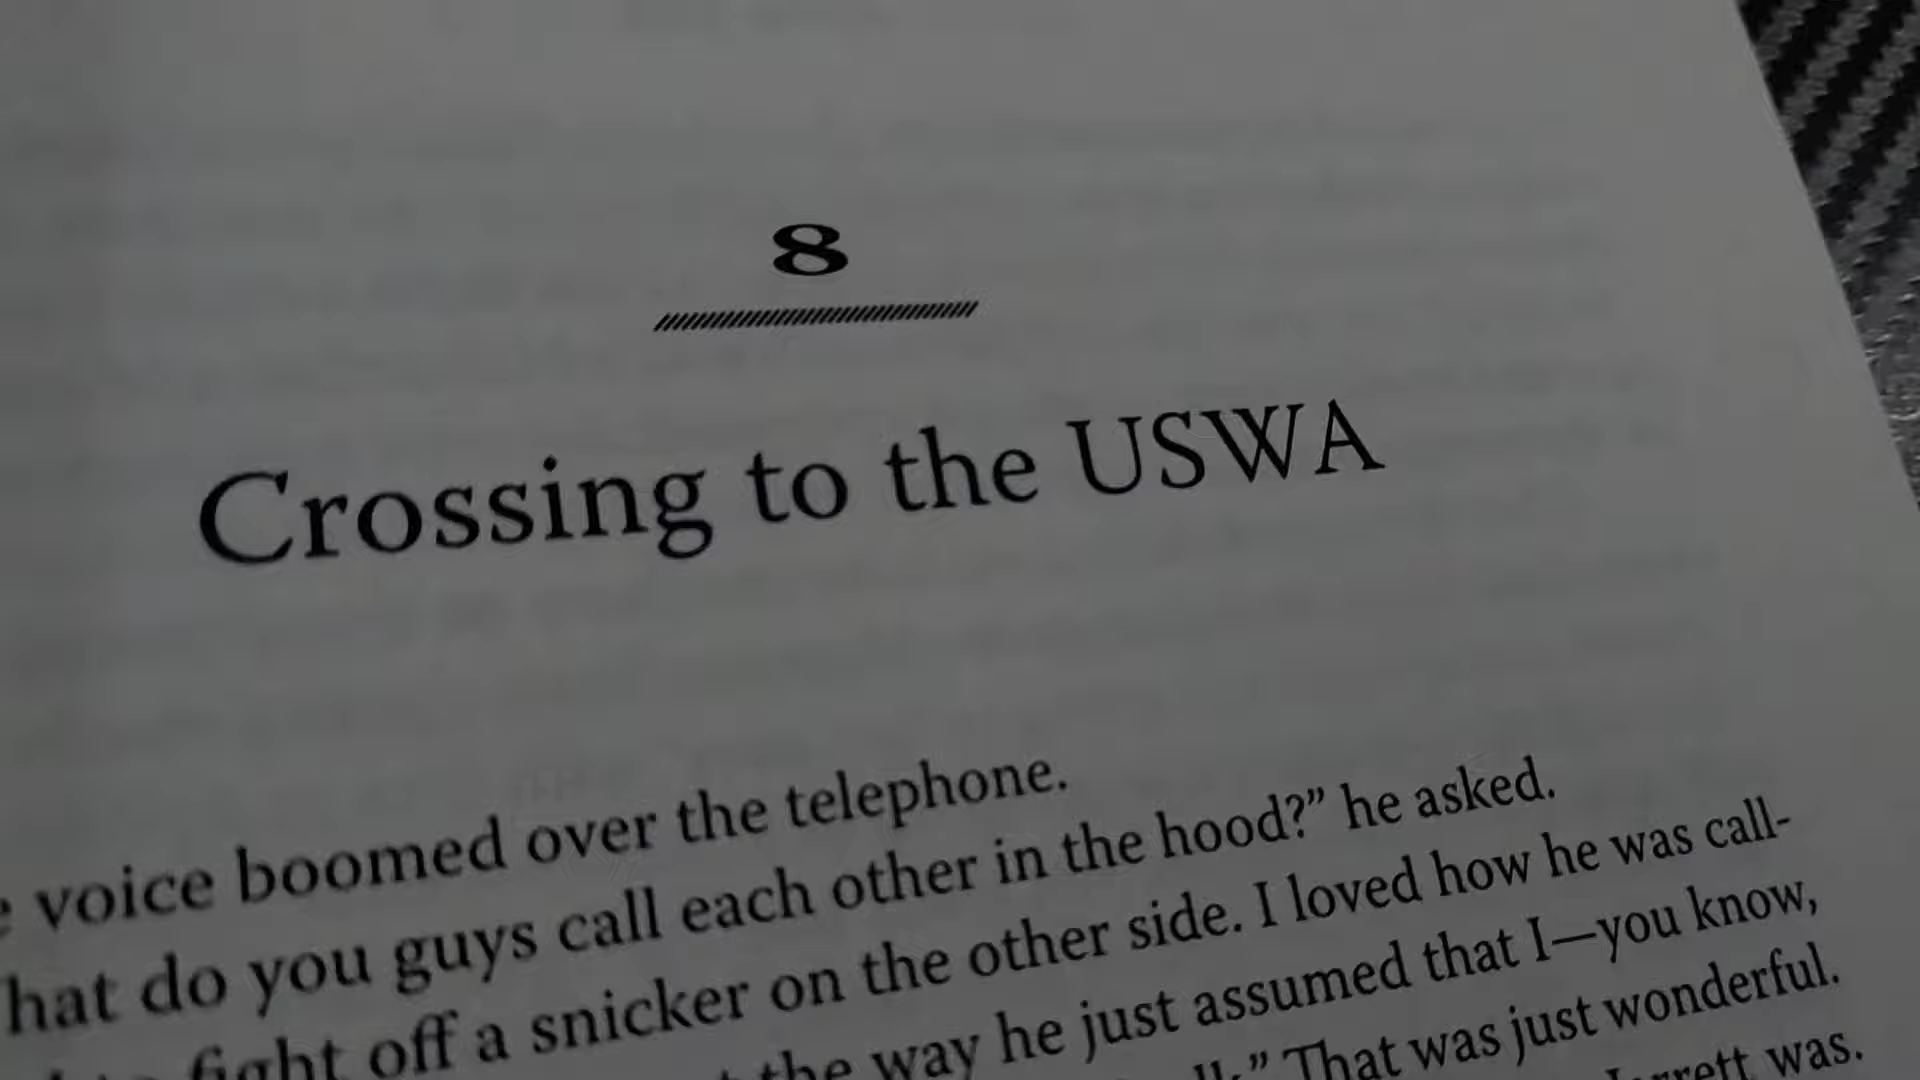 8
Crossing to the USWA
voice boomed over the telephone.
hat do you guys call each other in the hood?” he asked.
fight off a snicker on the other side. I loved how he was call-
the way he just assumed that I—you know,
That was just wonderful.
was.